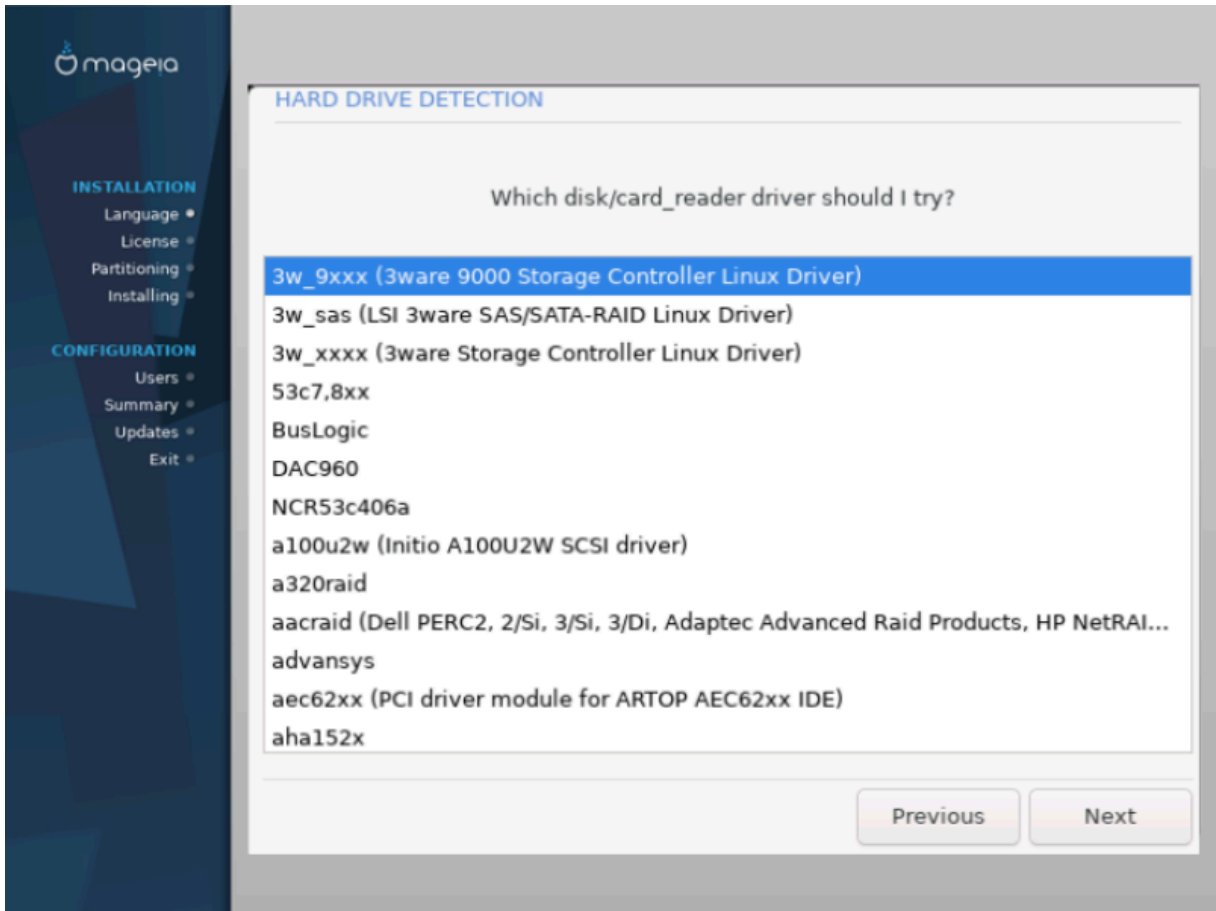 mageia
INSTALLATION
Language
License
Partitioning
Installing
CONFIGURATION
Users
Summary
Updates
Exit
HARD DRIVE DETECTION
Which disk/card_reader driver should I try?
3w_9xxx (3ware 9000 Storage Controller Linux Driver)
3w_sas (LSI 3ware SAS/SATA-RAID Linux Driver)
3w_xxxx (3ware Storage Controller Linux Driver)
53c7,8xx
BusLogic
DAC960
NCR53c406a
a100u2w (Initio A100U2W SCSI driver)
a320raid
aacraid (Dell PERC2, 2/Si, 3/Si, 3/Di, Adaptec Advanced Raid Products, HP NetRAI...
advansys
aec62xx (PCI driver module for ARTOP AEC62xx IDE)
aha152x
Previous
Next